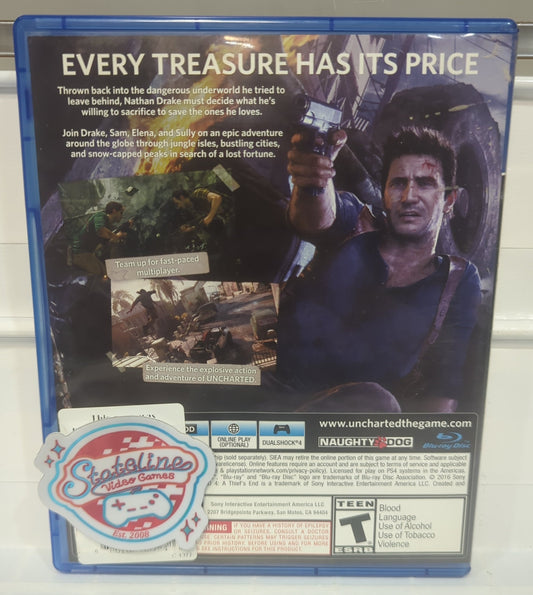 EVERY TREASURE HAS ITS PRICE
Thrown back into the dangerous underworld he tried to
leave behind, Nathan Drake must decide what he's
willing to sacrifice to save the ones he loves.
Join Drake, Sam, Elena, and Sully on an epic adventure
around the globe through jungle isles, bustling cities,
and snow-capped peaks in search of a lost fortune.
Team up for fast-paced
multiplayer.
Experience the explosive action
and adventure of UNCHARTED.
ONLINE PLAY
(OPTIONAL)
DUALSHOCK®4
www.unchartedthegame.com
NAUGHTY DOG
Blu-ray Disc
(sold separately). SIEA may retire the online portion of this game at any time. Software subject
Online features require an account and are subject to terms of service and applicable
playstationnetwork.com/privacy-policy). Licensed for play on PS4 systems in the Americas.
"Blu-ray" and "Blu-ray Disc" logo are trademarks of Blu-ray Disc Association. © 2016 Sony
A Thief's End is a trademark of Sony Interactive Entertainment America LLC. Created and
Stateline
Video Games
Est. 2008
Sony Interactive Entertainment America LLC
2207 Bridgepointe Parkway, San Mateo, CA 94404
IF YOU HAVE A HISTORY OF EPILEPSY
OR SEIZURES, CONSULT A DOCTOR
USE. CERTAIN PATTERNS MAY TRIGGER SEIZURES
NO PRIOR HISTORY. BEFORE USING AND FOR MORE
SEE INSTRUCTIONS FOR THIS PRODUCT.
TEEN
T
ESRB
Blood
Language
Use of Alcohol
Use of Tobacco
Violence